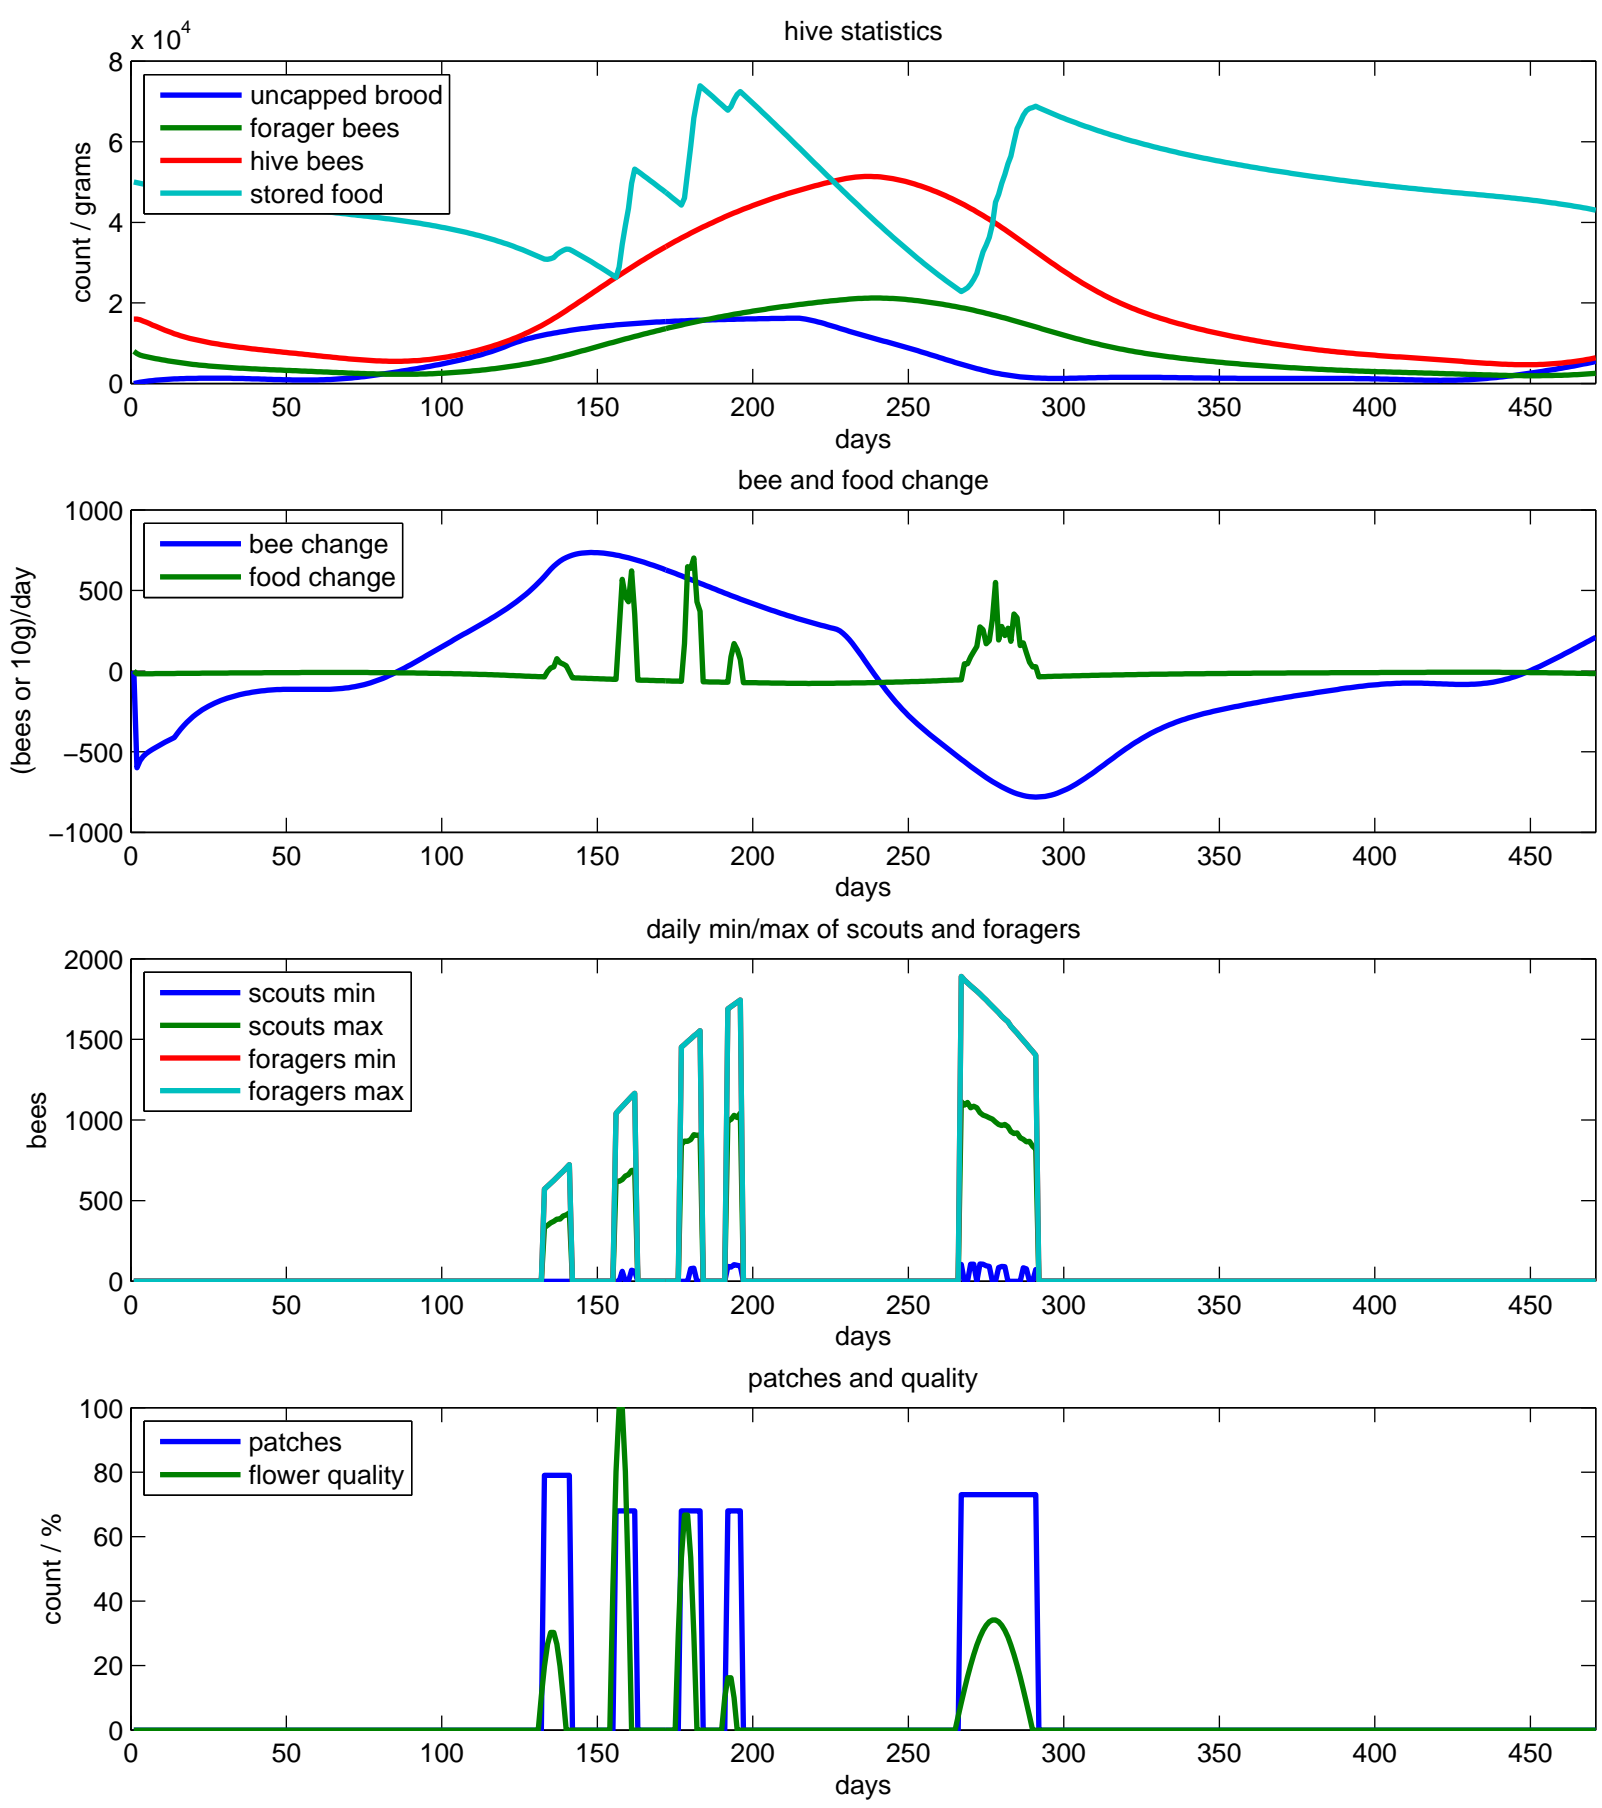 hive statistics
x 10^4
8
6
4
2
0
count / grams
uncapped brood
forager bees
hive bees
stored food
0 50 100 150 200 250 300 350 400 450
days
bee and food change
1000
500
0
−500
−1000
(bees or 10g)/day
bee change
food change
0 50 100 150 200 250 300 350 400 450
days
daily min/max of scouts and foragers
2000
1500
1000
500
0
bees
scouts min
scouts max
foragers min
foragers max
0 50 100 150 200 250 300 350 400 450
days
patches and quality
100
80
60
40
20
0
count / %
patches
flower quality
0 50 100 150 200 250 300 350 400 450
days